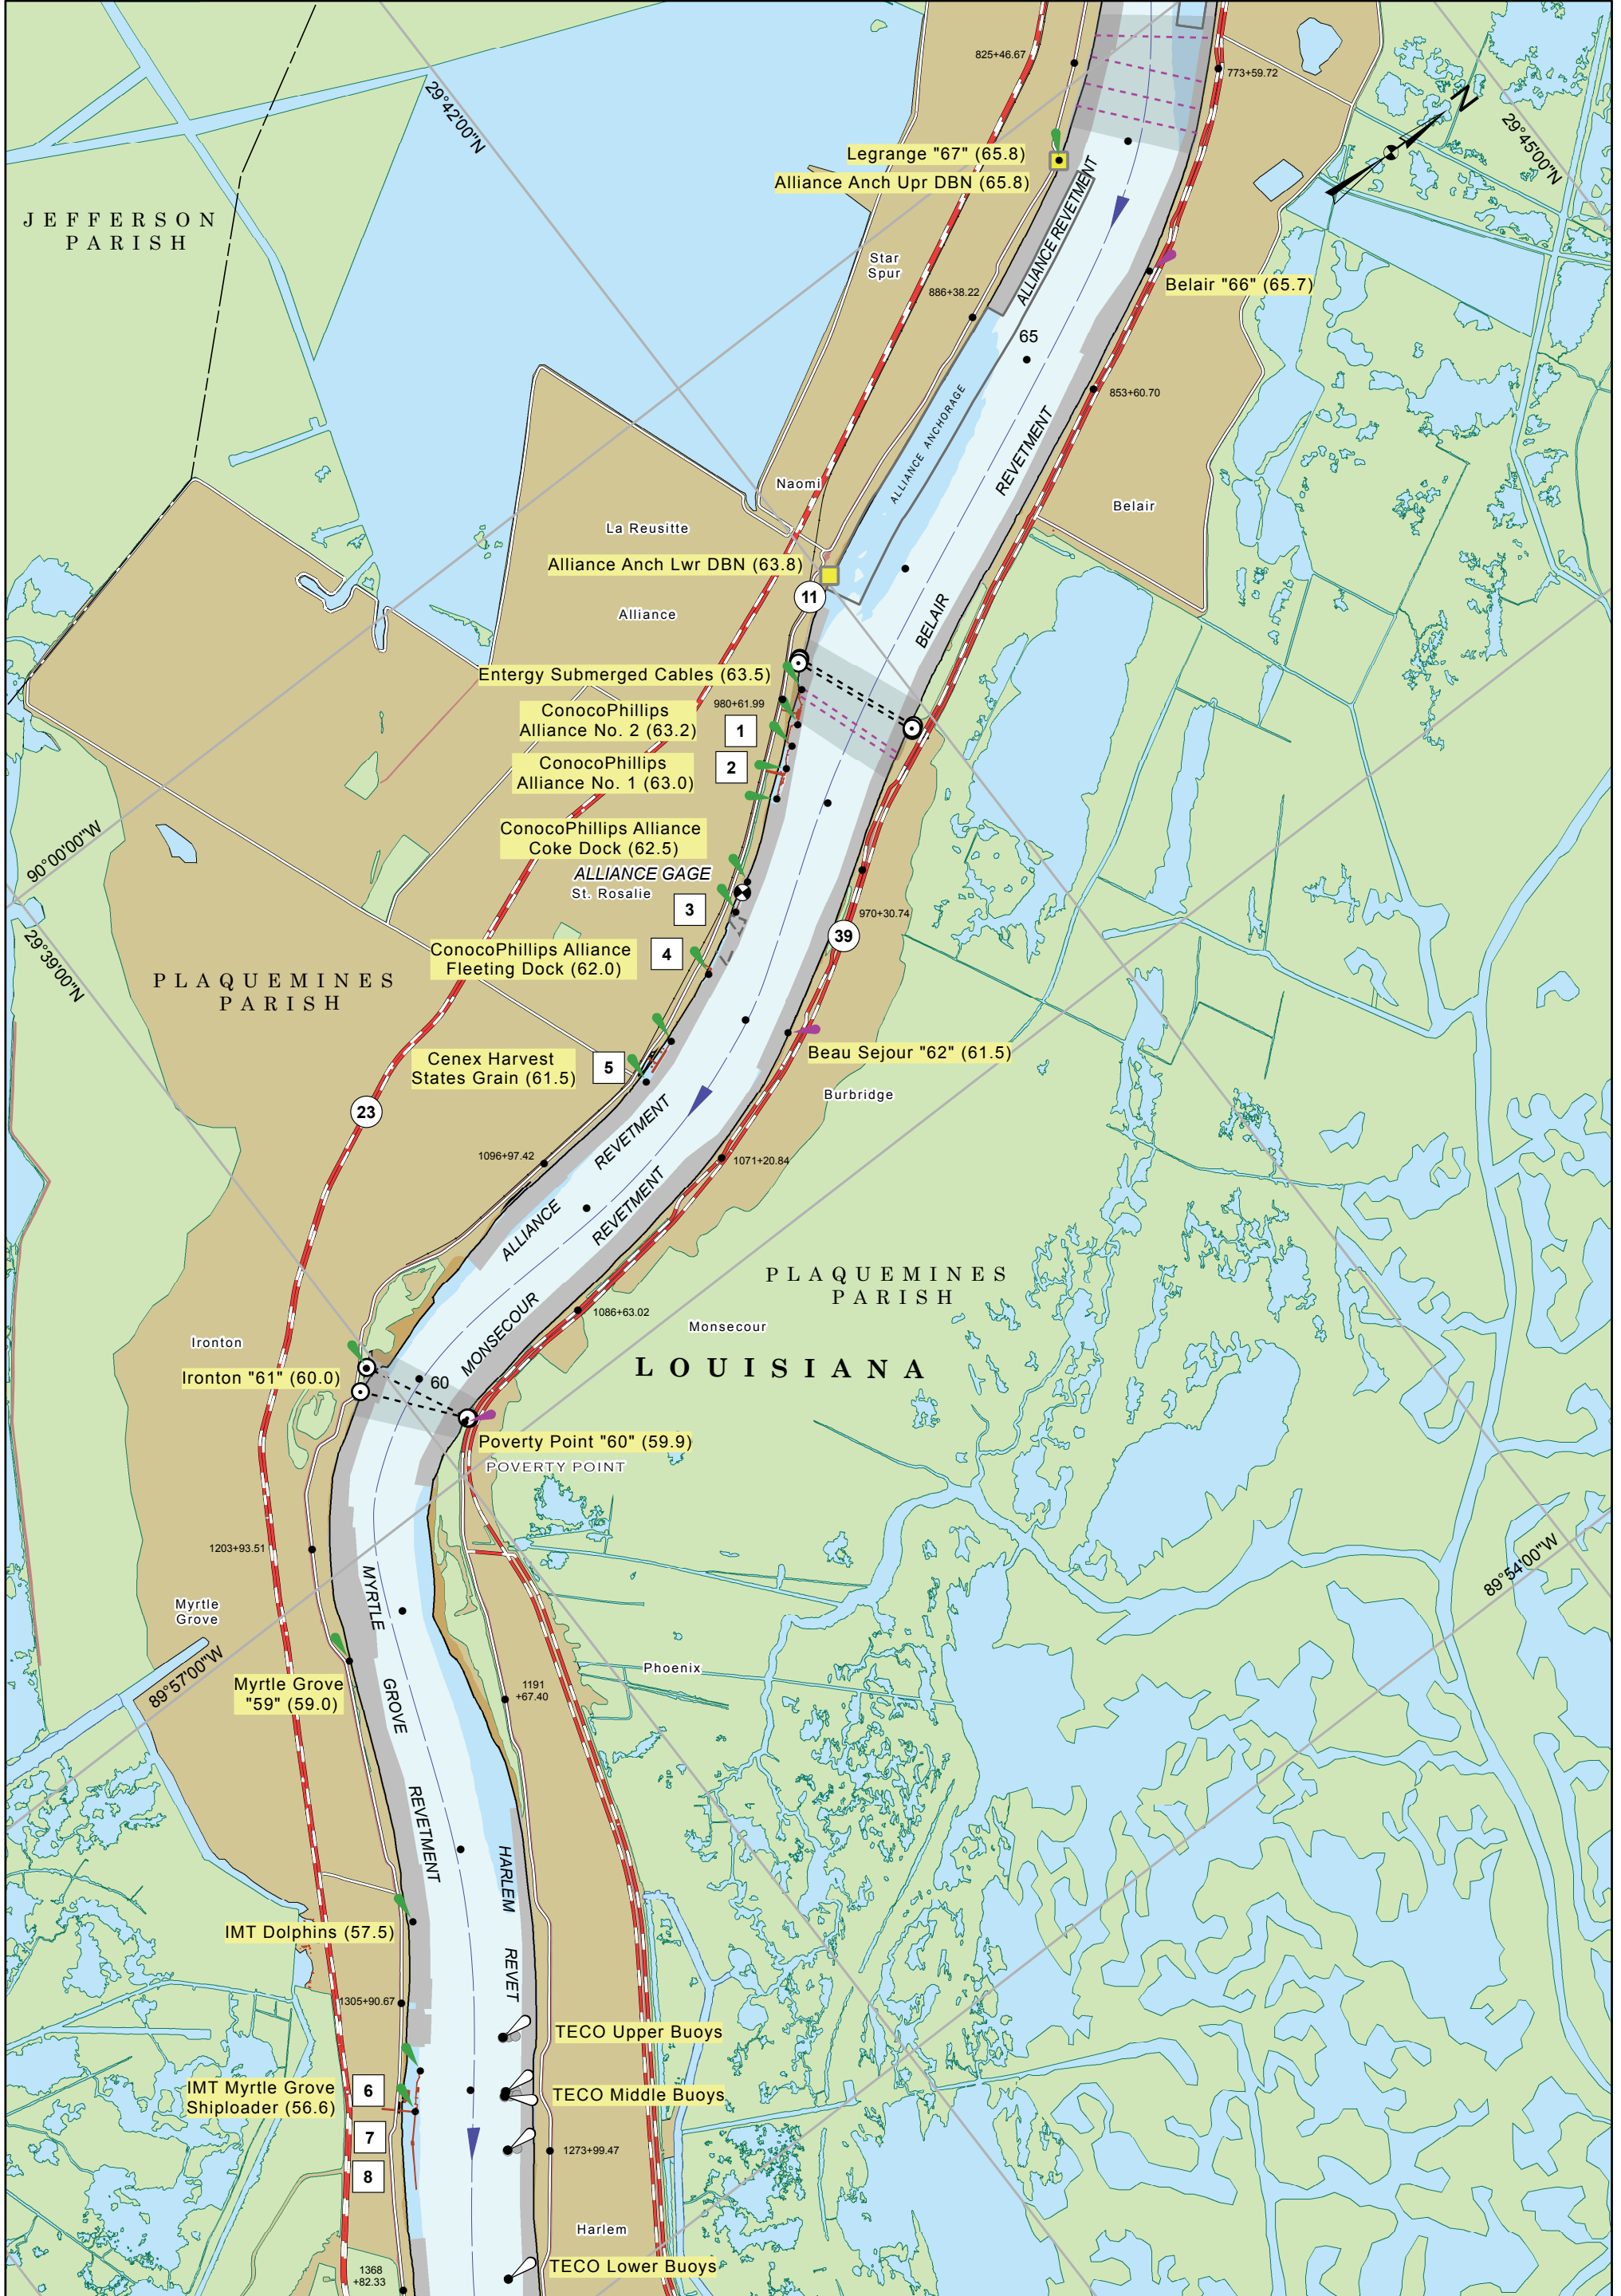 825+46.67
773+59.72
29°42'00"N
N
29°45'00"N
Legrange "67" (65.8)
Alliance Anch Upr DBN (65.8)
JEFFERSON
PARISH
ALLIANCE REVETMENT
Star
Spur
Belair "66" (65.7)
886+38.22
65
853+60.70
ALLIANCE ANCHORAGE
REVETMENT
Naomi
Belair
La Reusitte
Alliance Anch Lwr DBN (63.8)
11
Alliance
BELAIR
Entergy Submerged Cables (63.5)
980+61.99
ConocoPhillips
Alliance No. 2 (63.2)
1
ConocoPhillips
Alliance No. 1 (63.0)
2
ConocoPhillips Alliance
Coke Dock (62.5)
90°00'00"W
ALLIANCE GAGE
St. Rosalie
3
970+30.74
39
ConocoPhillips Alliance
Fleeting Dock (62.0)
4
29°39'00"N
PLAQUEMINES
PARISH
Beau Sejour "62" (61.5)
Cenex Harvest
States Grain (61.5)
5
Burbridge
23
REVETMENT
1096+97.42
1071+20.84
ALLIANCE
REVETMENT
PLAQUEMINES
PARISH
1086+63.02
Monsecour
MONSECOUR
Ironton
LOUISIANA
Ironton "61" (60.0)
60
Poverty Point "60" (59.9)
POVERTY POINT
1203+93.51
89°54'00"W
MYRTLE
Myrtle
Grove
89°57'00"W
Phoenix
Myrtle Grove
"59" (59.0)
1191
+67.40
GROVE
REVETMENT
HARLEM
IMT Dolphins (57.5)
REVET
1305+90.67
TECO Upper Buoys
IMT Myrtle Grove
Shiploader (56.6)
6
TECO Middle Buoys
7
1273+99.47
8
Harlem
1368
+82.33
TECO Lower Buoys